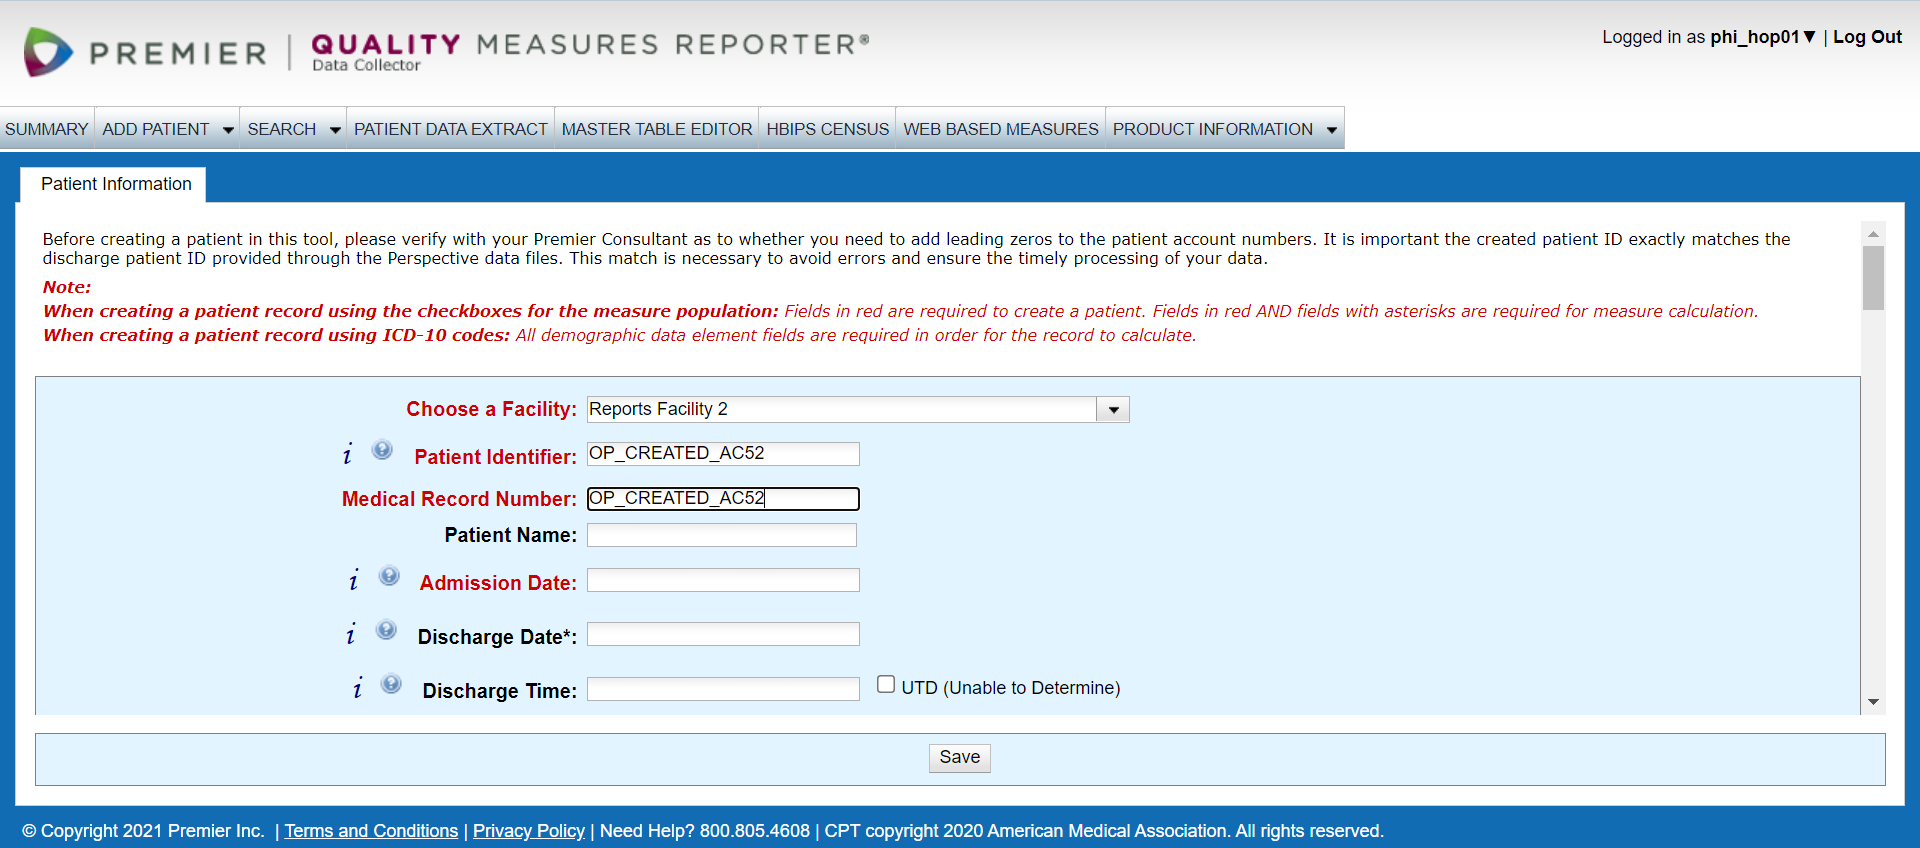 PREMIER | QUALITY MEASURES REPORTER®
Data Collector
Logged in as phi_hop01▼ | Log Out
SUMMARY ADD PATIENT ▼ SEARCH ▼ PATIENT DATA EXTRACT MASTER TABLE EDITOR HBIPS CENSUS WEB BASED MEASURES PRODUCT INFORMATION ▼
Patient Information
Before creating a patient in this tool, please verify with your Premier Consultant as to whether you need to add leading zeros to the patient account numbers. It is important the created patient ID exactly matches the
discharge patient ID provided through the Perspective data files. This match is necessary to avoid errors and ensure the timely processing of your data.
Note:
When creating a patient record using the checkboxes for the measure population: Fields in red are required to create a patient. Fields in red AND fields with asterisks are required for measure calculation.
When creating a patient record using ICD-10 codes: All demographic data element fields are required in order for the record to calculate.
Choose a Facility: Reports Facility 2
i ? Patient Identifier: OP_CREATED_AC52
Medical Record Number: OP_CREATED_AC52
Patient Name:
i ? Admission Date:
i ? Discharge Date*:
i ? Discharge Time: UTD (Unable to Determine)
Save
© Copyright 2021 Premier Inc. | Terms and Conditions | Privacy Policy | Need Help? 800.805.4608 | CPT copyright 2020 American Medical Association. All rights reserved.